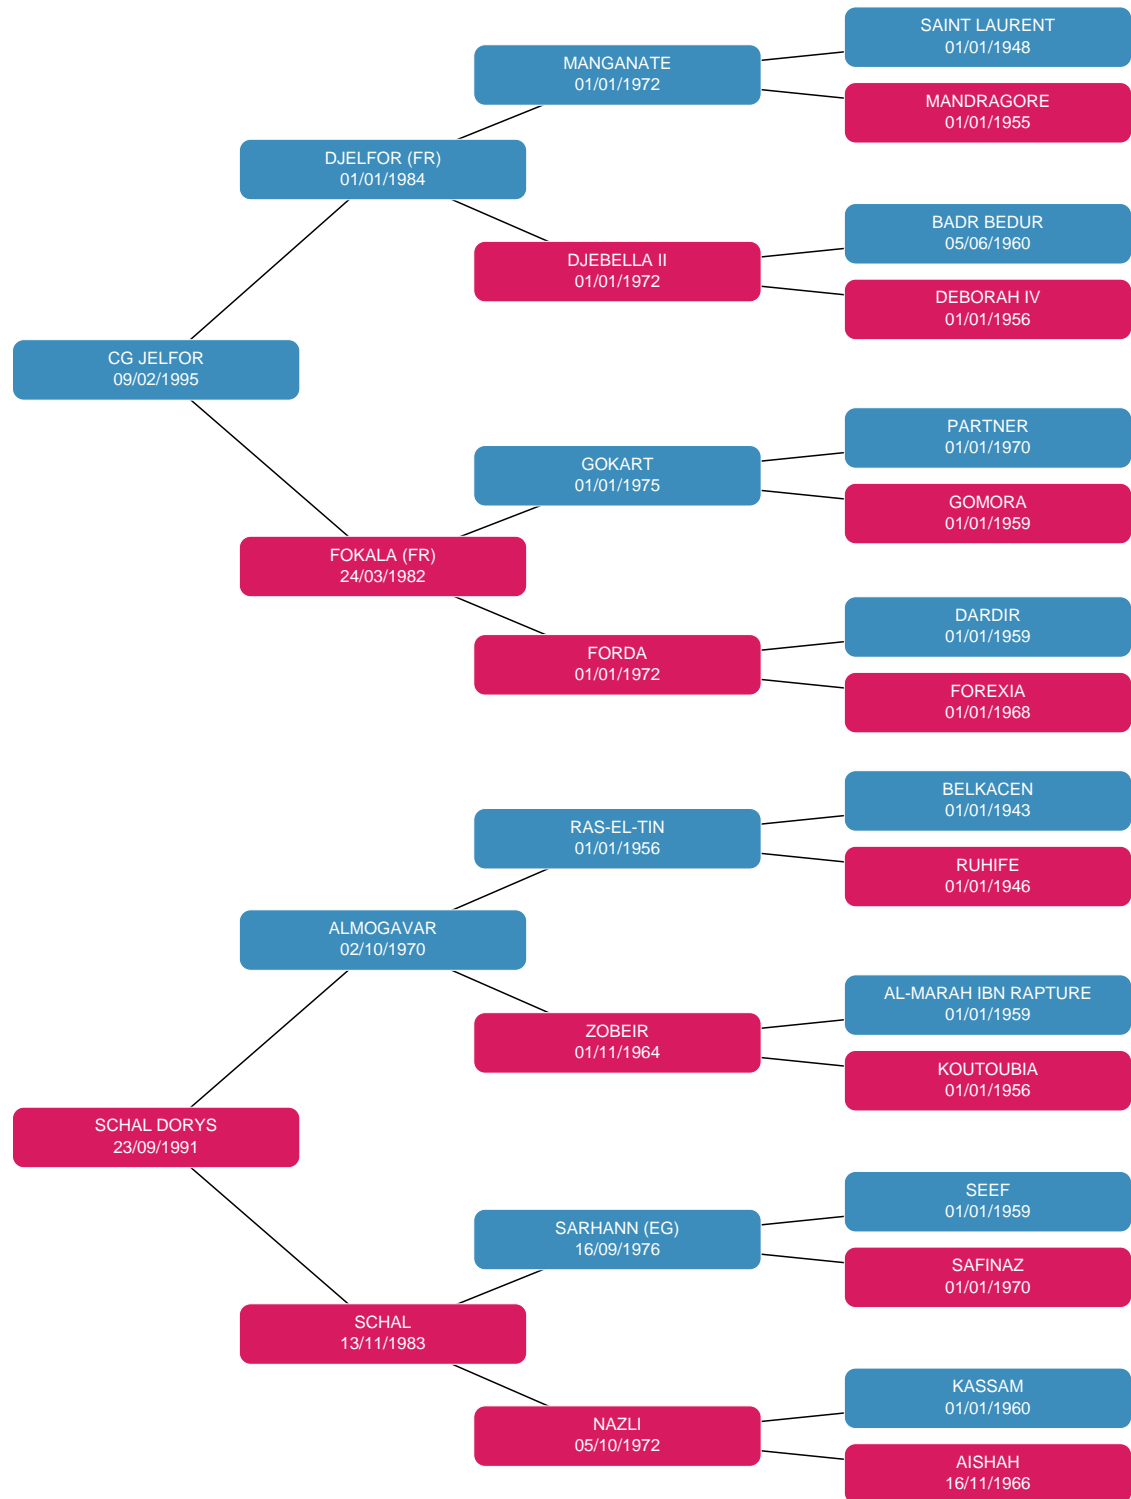 SAINT LAURENT
01/01/1948
MANGANATE
01/01/1972
MANDRAGORE
01/01/1955
DJELFOR (FR)
01/01/1984
BADR BEDUR
05/06/1960
DJEBELLA II
01/01/1972
DEBORAH IV
01/01/1956
CG JELFOR
09/02/1995
PARTNER
01/01/1970
GOKART
01/01/1975
GOMORA
01/01/1959
FOKALA (FR)
24/03/1982
DARDIR
01/01/1959
FORDA
01/01/1972
FOREXIA
01/01/1968
BELKACEN
01/01/1943
RAS-EL-TIN
01/01/1956
RUHIFE
01/01/1946
ALMOGAVAR
02/10/1970
AL-MARAH IBN RAPTURE
01/01/1959
ZOBEIR
01/11/1964
KOUTOUBIA
01/01/1956
SCHAL DORYS
23/09/1991
SEEF
01/01/1959
SARHANN (EG)
16/09/1976
SAFINAZ
01/01/1970
SCHAL
13/11/1983
KASSAM
01/01/1960
NAZLI
05/10/1972
AISHAH
16/11/1966